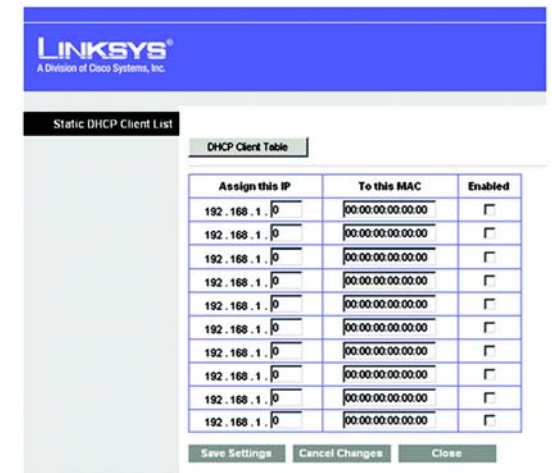 LINKSYS®
A Division of Cisco Systems, Inc.
Static DHCP Client List
DHCP Client Table
Assign this IP To this MAC Enabled
192 .168 .1 . 0 00:00:00:00:00:00
192 .168 .1 . 0 00:00:00:00:00:00
192 .168 .1 . 0 00:00:00:00:00:00
192 .168 .1 . 0 00:00:00:00:00:00
192 .168 .1 . 0 00:00:00:00:00:00
192 .168 .1 . 0 00:00:00:00:00:00
192 .168 .1 . 0 00:00:00:00:00:00
192 .168 .1 . 0 00:00:00:00:00:00
192 .168 .1 . 0 00:00:00:00:00:00
192 .168 .1 . 0 00:00:00:00:00:00
Save Settings Cancel Changes Close